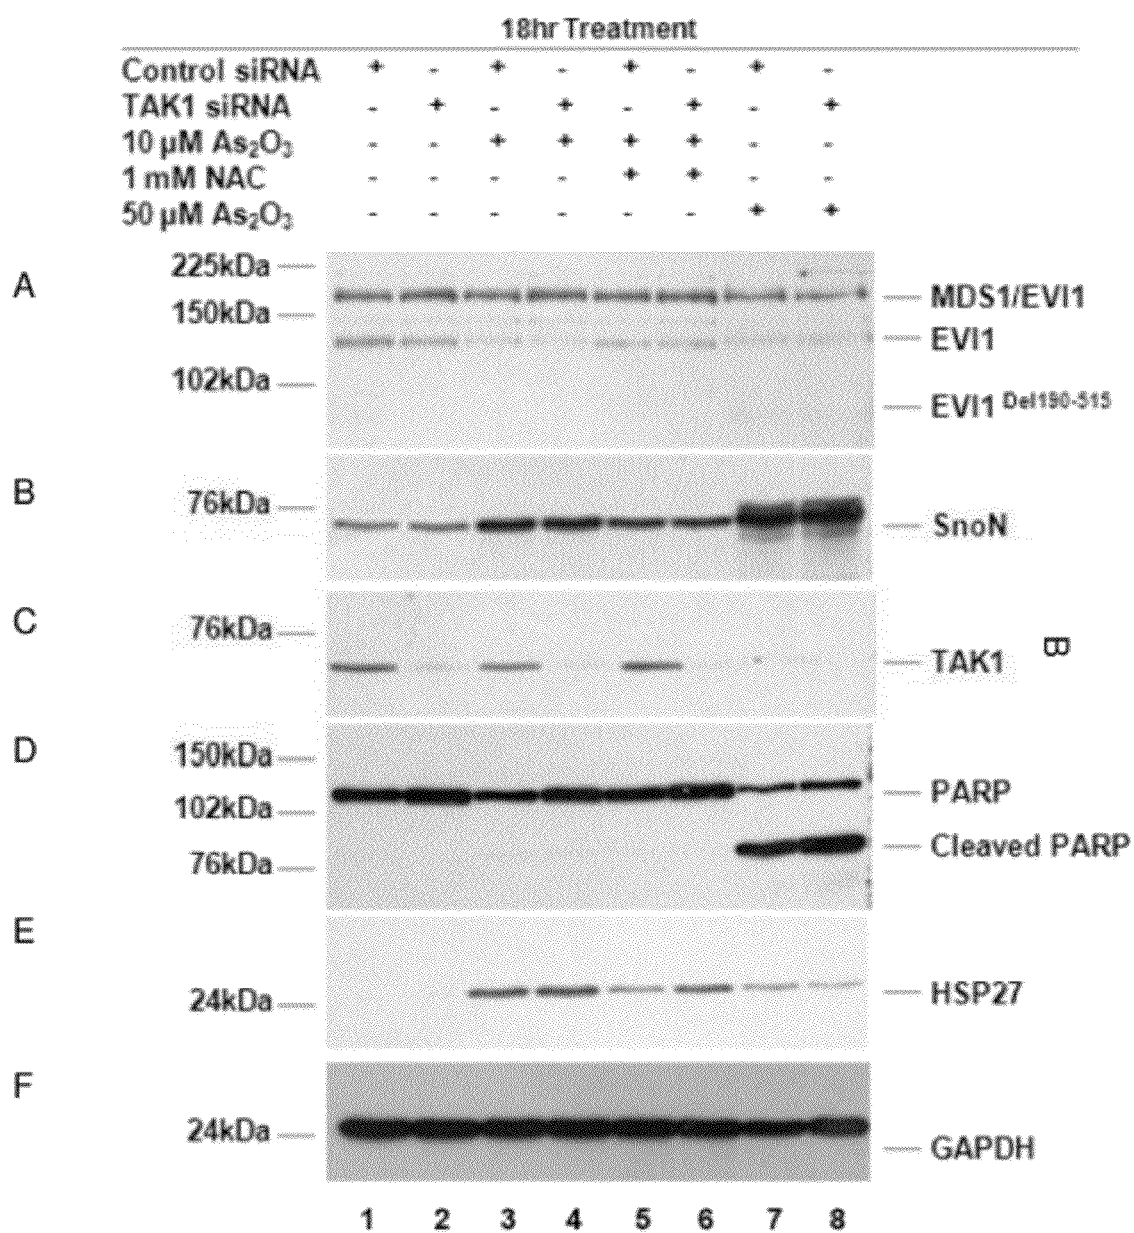 18hr Treatment
Control siRNA + - + - + - + -
TAK1 siRNA - + - + - + - +
10 µM As₂O₃ - - + + + + - -
1 mM NAC - - - - + + - -
50 µM As₂O₃ - - - - - - + +
A 225kDa MDS1/EVI1
150kDa EVI1
102kDa EVI1 Del190-515
B 76kDa SnoN
C 76kDa TAK1 B
D 150kDa PARP
102kDa Cleaved PARP
76kDa
E 24kDa HSP27
F 24kDa GAPDH
1 2 3 4 5 6 7 8